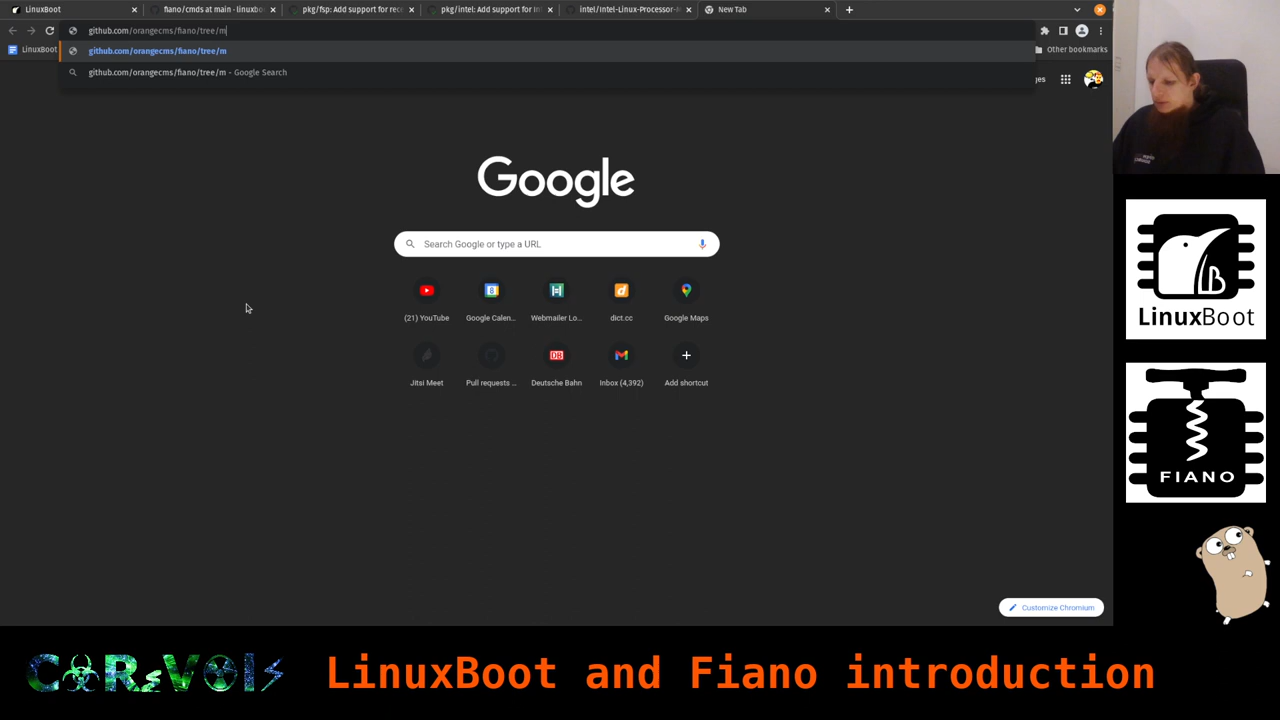 LinuxBoot
fiano/cmds at main · linuxbo
pkg/fsp: Add support for rec
pkg/intel: Add support for In
intel/Intel-Linux-Processor-M
New Tab
github.com/orangecms/fiano/tree/m
LinuxBoot
Other bookmarks
github.com/orangecms/fiano/tree/m
github.com/orangecms/fiano/tree/m - Google Search
ges
Google
Search Google or type a URL
(21) YouTube
Google Calen...
Webmailer Lo...
dict.cc
Google Maps
Jitsi Meet
Pull requests ...
Deutsche Bahn
Inbox (4,392)
Add shortcut
Customize Chromium
LB
LinuxBoot
FIANO
LinuxBoot and Fiano introduction